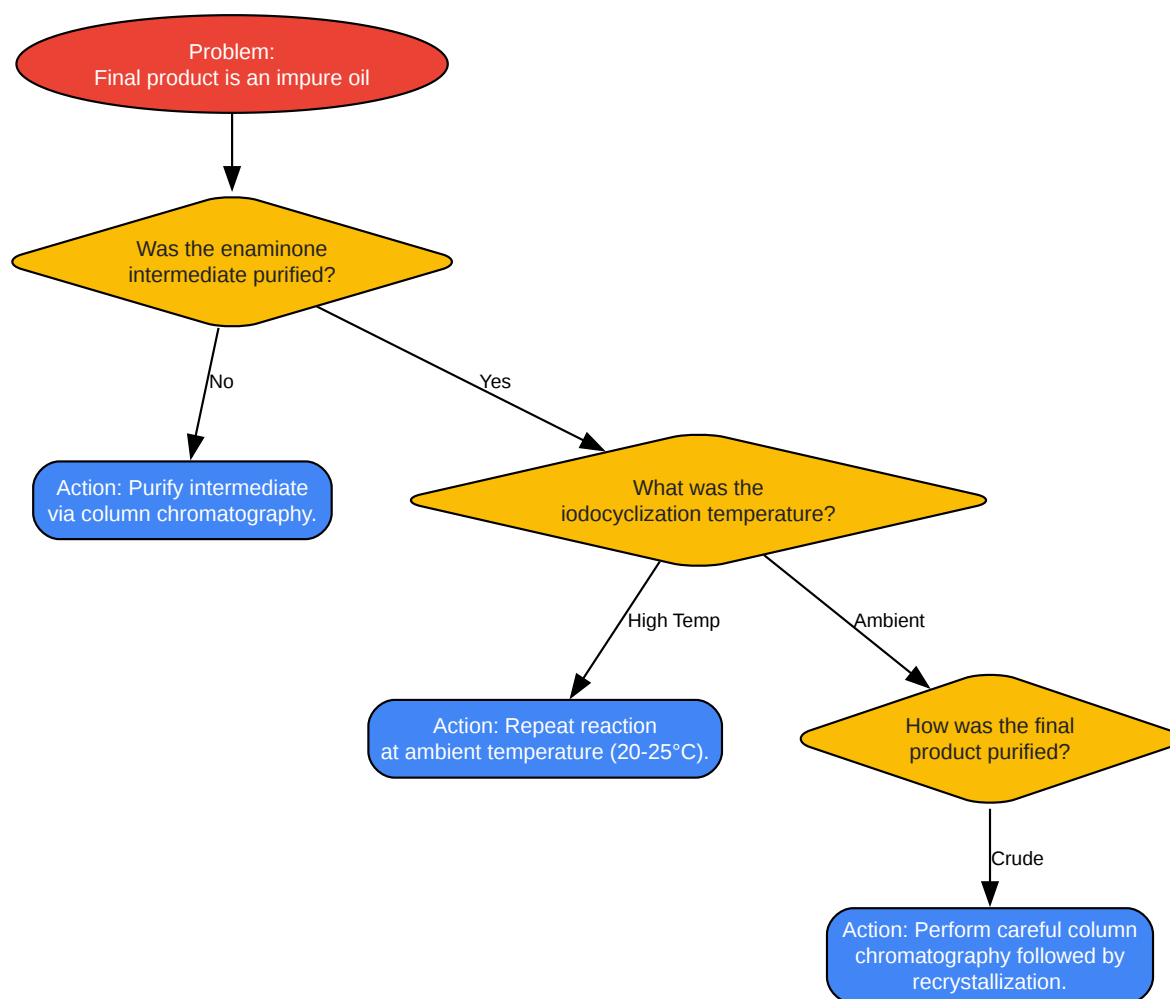 Problem:
Final product is an impure oil
Was the enaminone
intermediate purified?
No
Yes
Action: Purify intermediate
via column chromatography.
What was the
iodocyclization temperature?
High Temp
Ambient
Action: Repeat reaction
at ambient temperature (20-25°C).
How was the final
product purified?
Crude
Action: Perform careful column
chromatography followed by
recrystallization.